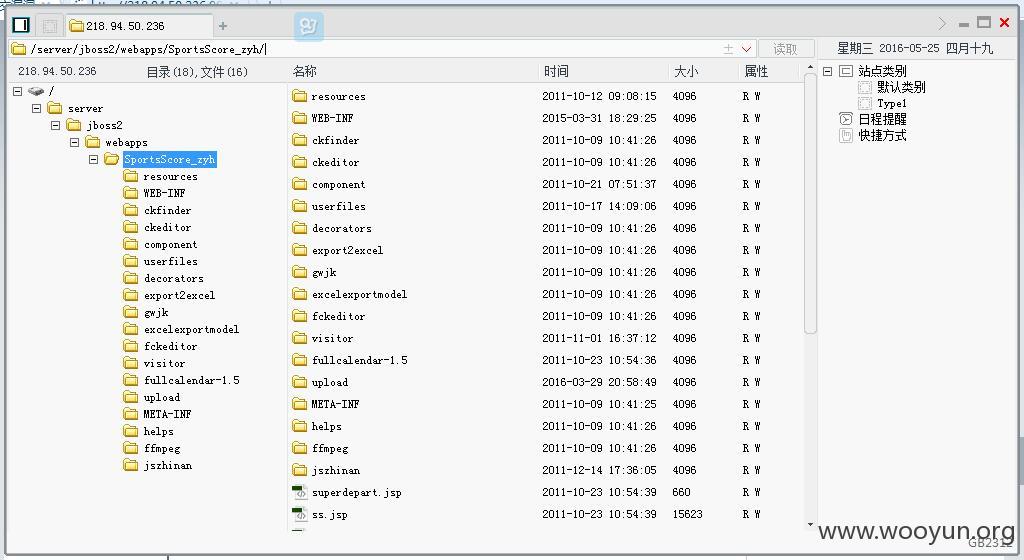 218.94.50.236
/server/jboss2/webapps/SportsScore_zyh/
读取
星期三 2016-05-25 四月十九
218.94.50.236 目录(18),文件(16)
名称 时间 大小 属性
/
server
jboss2
webapps
SportsScore_zyh
resources
WEB-INF
ckfinder
ckeditor
component
userfiles
decorators
export2excel
gwjk
excelexportmodel
fckeditor
visitor
fullcalendar-1.5
upload
META-INF
helps
ffmpeg
jszhinan
resources 2011-10-12 09:08:15 4096 R W
WEB-INF 2015-03-31 18:29:25 4096 R W
ckfinder 2011-10-09 10:41:26 4096 R W
ckeditor 2011-10-09 10:41:26 4096 R W
component 2011-10-21 07:51:37 4096 R W
userfiles 2011-10-17 14:09:06 4096 R W
decorators 2011-10-09 10:41:26 4096 R W
export2excel 2011-10-09 10:41:26 4096 R W
gwjk 2011-10-09 10:41:26 4096 R W
excelexportmodel 2011-10-09 10:41:26 4096 R W
fckeditor 2011-10-09 10:41:26 4096 R W
visitor 2011-11-01 16:37:12 4096 R W
fullcalendar-1.5 2011-10-23 10:54:36 4096 R W
upload 2016-03-29 20:58:49 4096 R W
META-INF 2011-10-09 10:41:25 4096 R W
helps 2011-10-09 10:41:26 4096 R W
ffmpeg 2011-10-09 10:41:26 4096 R W
jszhinan 2011-12-14 17:36:05 4096 R W
superdepart.jsp 2011-10-23 10:54:39 660 R W
ss.jsp 2011-10-23 10:54:39 15623 R W
站点类别
默认类别
Type1
日程提醒
快捷方式
www.wooyun.org
GB2312